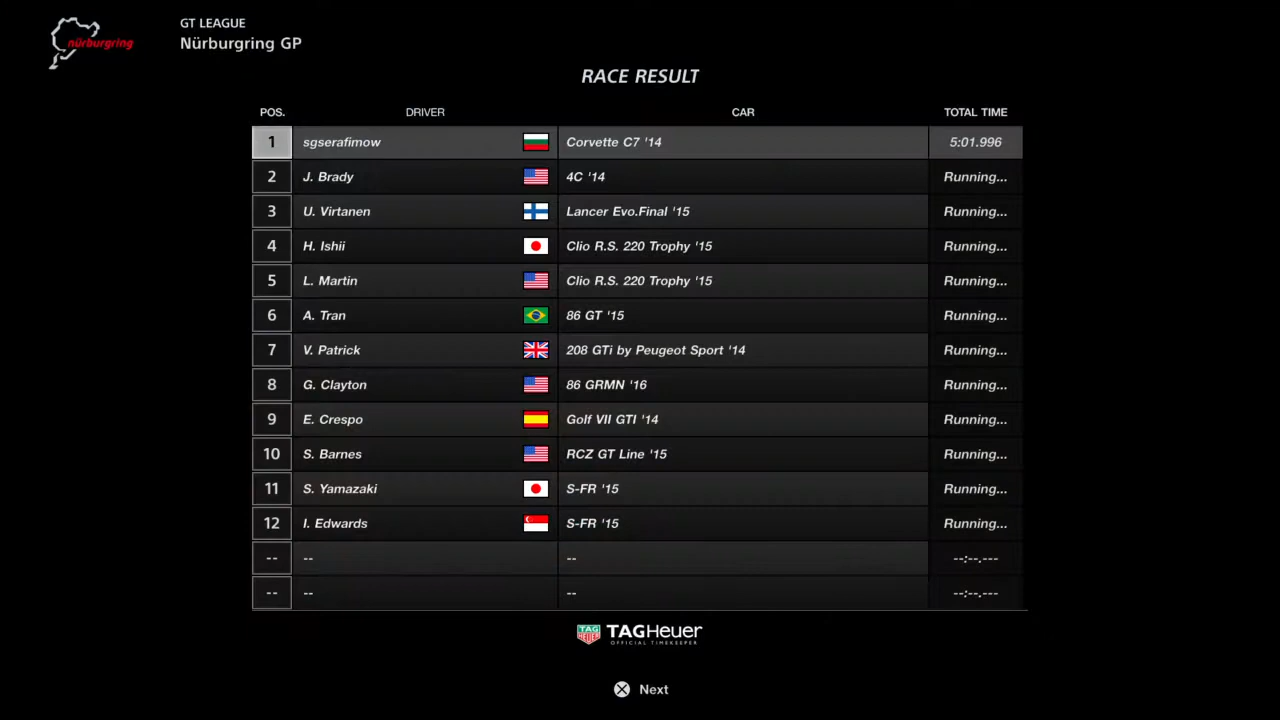 nürburgring
GT LEAGUE
Nürburgring GP
RACE RESULT
POS. DRIVER CAR TOTAL TIME
1 sgserafimow Corvette C7 '14 5:01.996
2 J. Brady 4C '14 Running...
3 U. Virtanen Lancer Evo.Final '15 Running...
4 H. Ishii Clio R.S. 220 Trophy '15 Running...
5 L. Martin Clio R.S. 220 Trophy '15 Running...
6 A. Tran 86 GT '15 Running...
7 V. Patrick 208 GTi by Peugeot Sport '14 Running...
8 G. Clayton 86 GRMN '16 Running...
9 E. Crespo Golf VII GTI '14 Running...
10 S. Barnes RCZ GT Line '15 Running...
11 S. Yamazaki S-FR '15 Running...
12 I. Edwards S-FR '15 Running...
-- -- -- --:--.---
-- -- -- --:--.---
TAG HEUER TAGHeuer
OFFICIAL TIMEKEEPER
Next